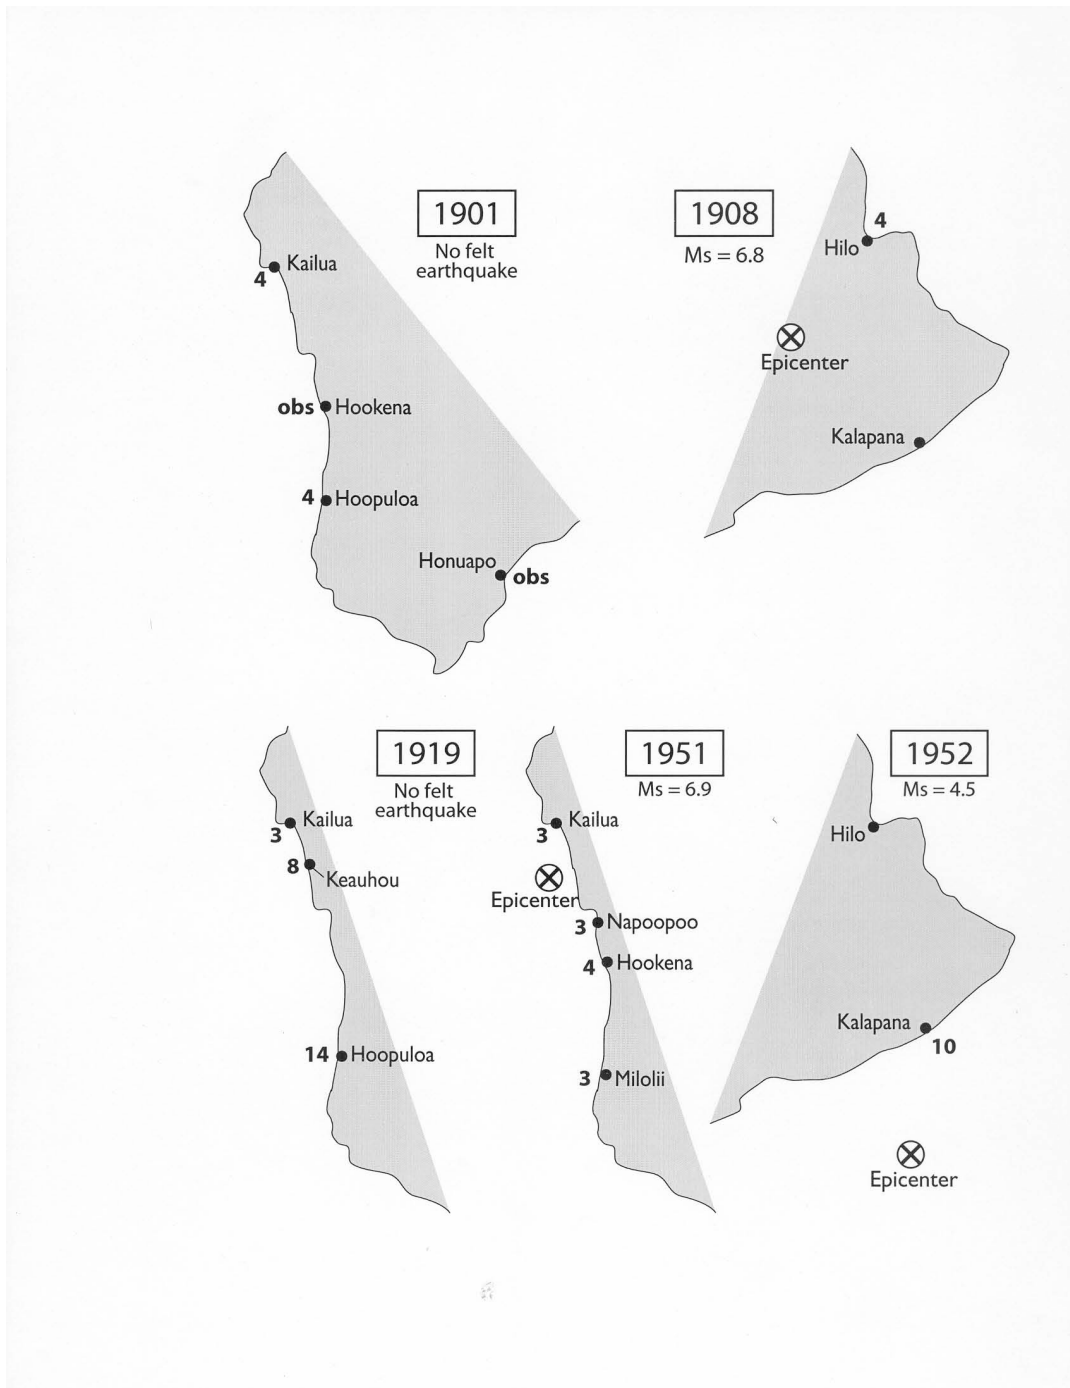 1901
No felt
earthquake
Kailua
4
obs Hookena
4 Hoopuloa
Honuapo
obs
1908
Ms = 6.8
4
Hilo
Epicenter
Kalapana
1919
No felt
earthquake
Kailua
3
8
Keauhou
14 Hoopuloa
1951
Ms = 6.9
Kailua
3
Epicenter
3 Napoopoo
4 Hookena
3 Milolii
1952
Ms = 4.5
Hilo
Kalapana
10
Epicenter